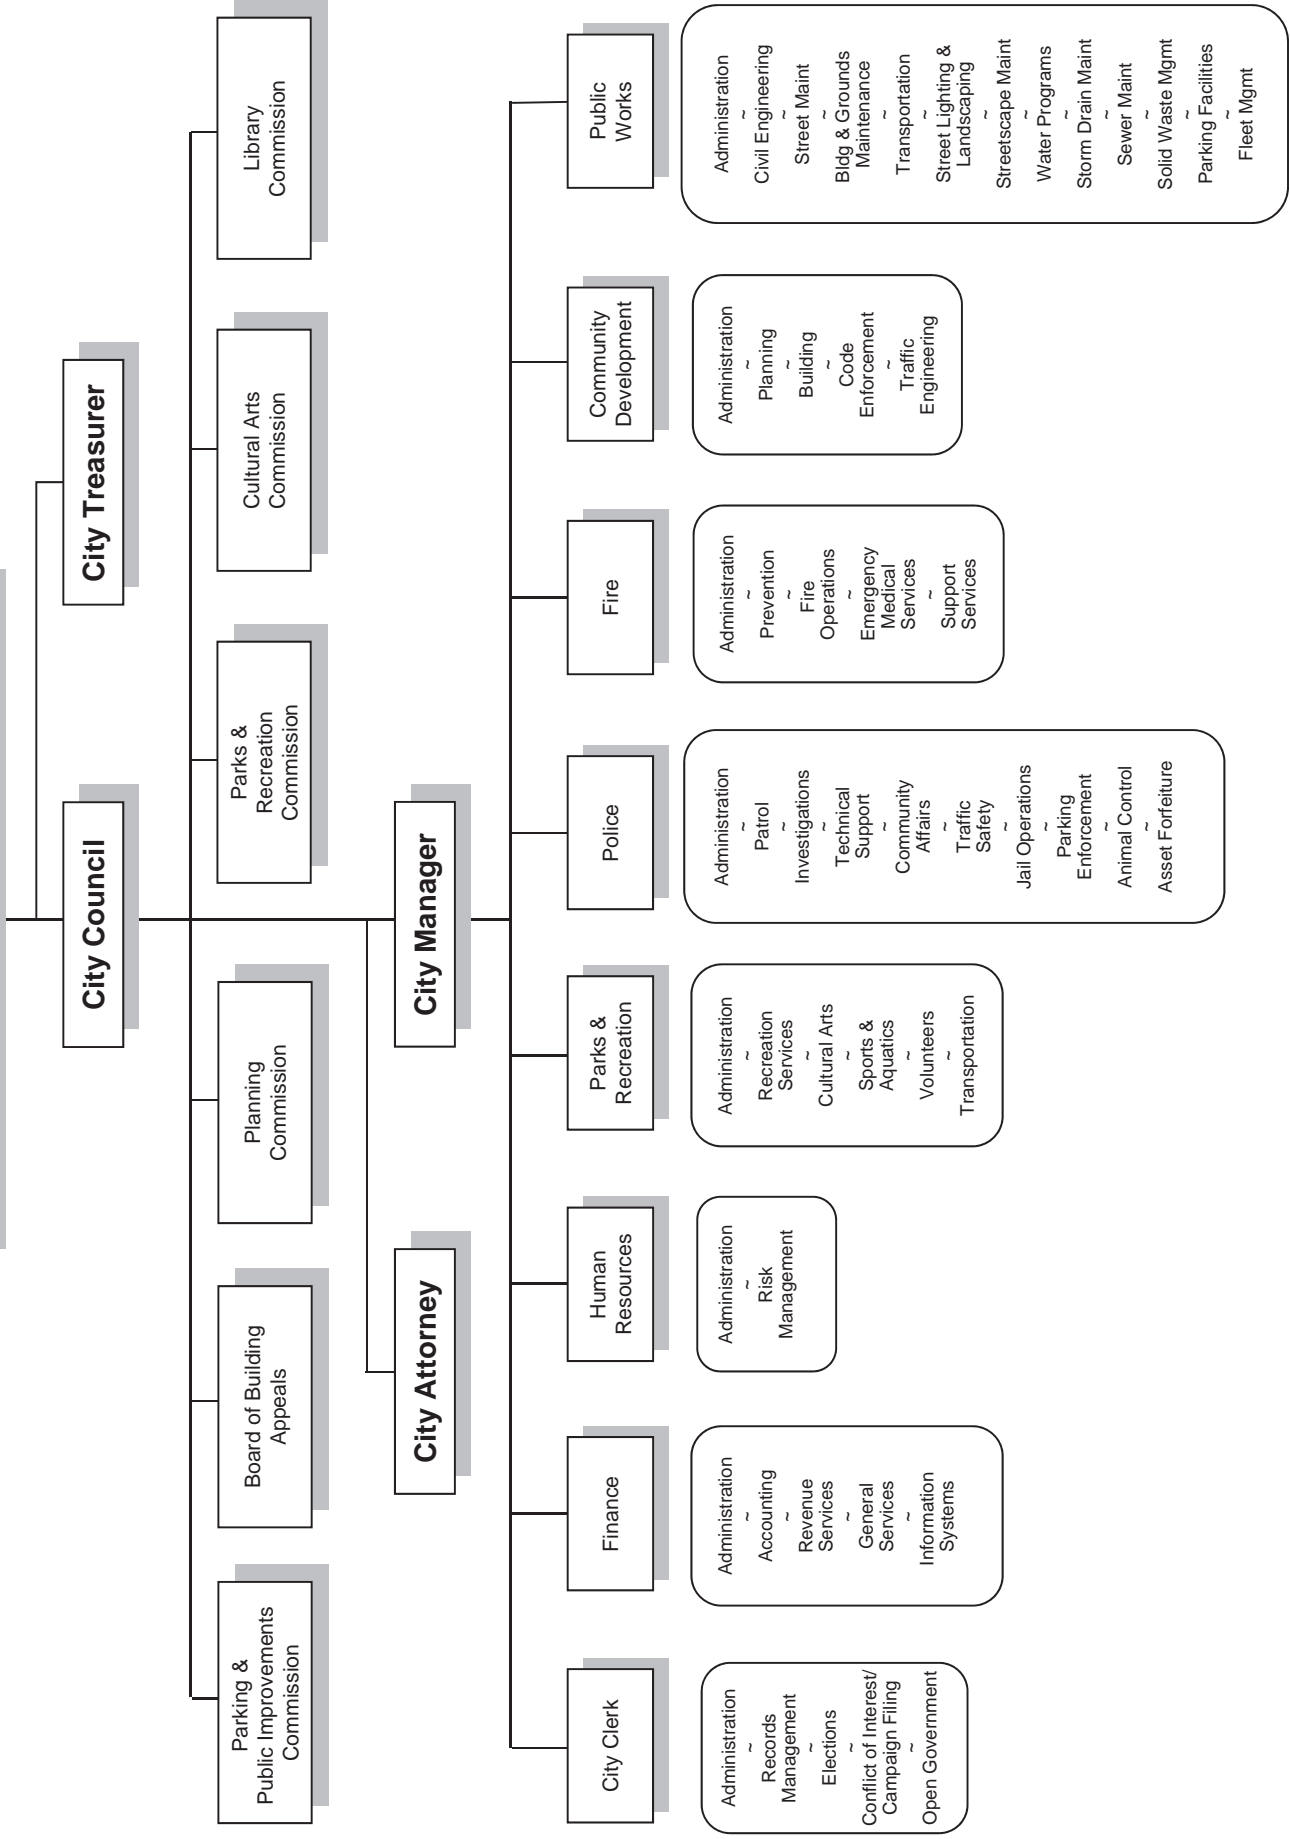 City Council
City Treasurer
Parking &
Public Improvements
Commission
Board of Building
Appeals
Planning
Commission
Parks &
Recreation
Commission
Cultural Arts
Commission
Library
Commission
City Attorney
City Manager
City Clerk
Finance
Human
Resources
Parks &
Recreation
Police
Fire
Community
Development
Public
Works
Administration
~
Records
Management
~
Elections
~
Conflict of Interest/
Campaign Filing
~
Open Government
Administration
~
Accounting
~
Revenue
Services
~
General
Services
~
Information
Systems
Administration
~
Risk
Management
Administration
~
Recreation
Services
~
Cultural Arts
~
Sports &
Aquatics
~
Volunteers
~
Transportation
Administration
~
Patrol
~
Investigations
~
Technical
Support
~
Community
Affairs
~
Traffic
Safety
~
Jail Operations
~
Parking
Enforcement
~
Animal Control
~
Asset Forfeiture
Administration
~
Prevention
~
Fire
Operations
~
Emergency
Medical
Services
~
Support
Services
Administration
~
Planning
~
Building
~
Code
Enforcement
~
Traffic
Engineering
Administration
~
Civil Engineering
~
Street Maint
~
Bldg & Grounds
Maintenance
~
Transportation
~
Street Lighting &
Landscaping
~
Streetscape Maint
~
Water Programs
~
Storm Drain Maint
~
Sewer Maint
~
Solid Waste Mgmt
~
Parking Facilities
~
Fleet Mgmt